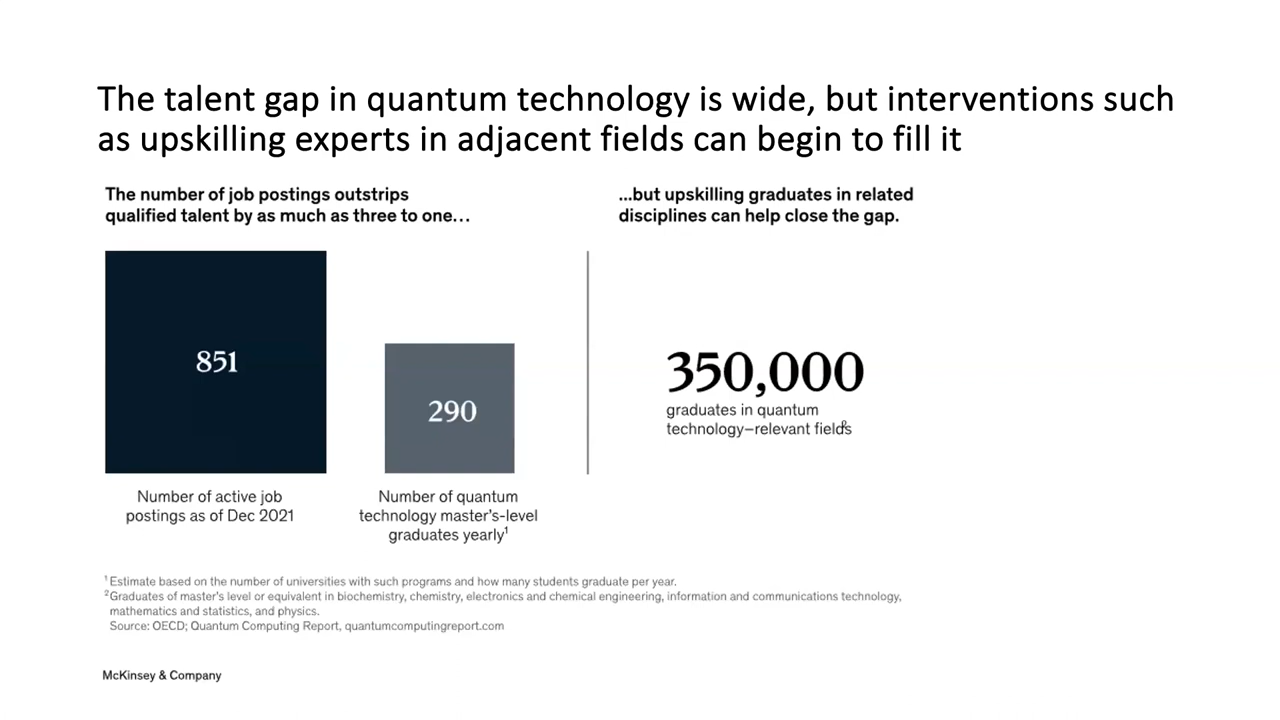 The talent gap in quantum technology is wide, but interventions such
as upskilling experts in adjacent fields can begin to fill it
The number of job postings outstrips
qualified talent by as much as three to one…
851
Number of active job
postings as of Dec 2021
290
Number of quantum
technology master's-level
graduates yearly¹
...but upskilling graduates in related
disciplines can help close the gap.
350,000
graduates in quantum
technology–relevant fields²
¹ Estimate based on the number of universities with such programs and how many students graduate per year.
² Graduates of master's level or equivalent in biochemistry, chemistry, electronics and chemical engineering, information and communications technology,
mathematics and statistics, and physics.
Source: OECD; Quantum Computing Report, quantumcomputingreport.com
McKinsey & Company